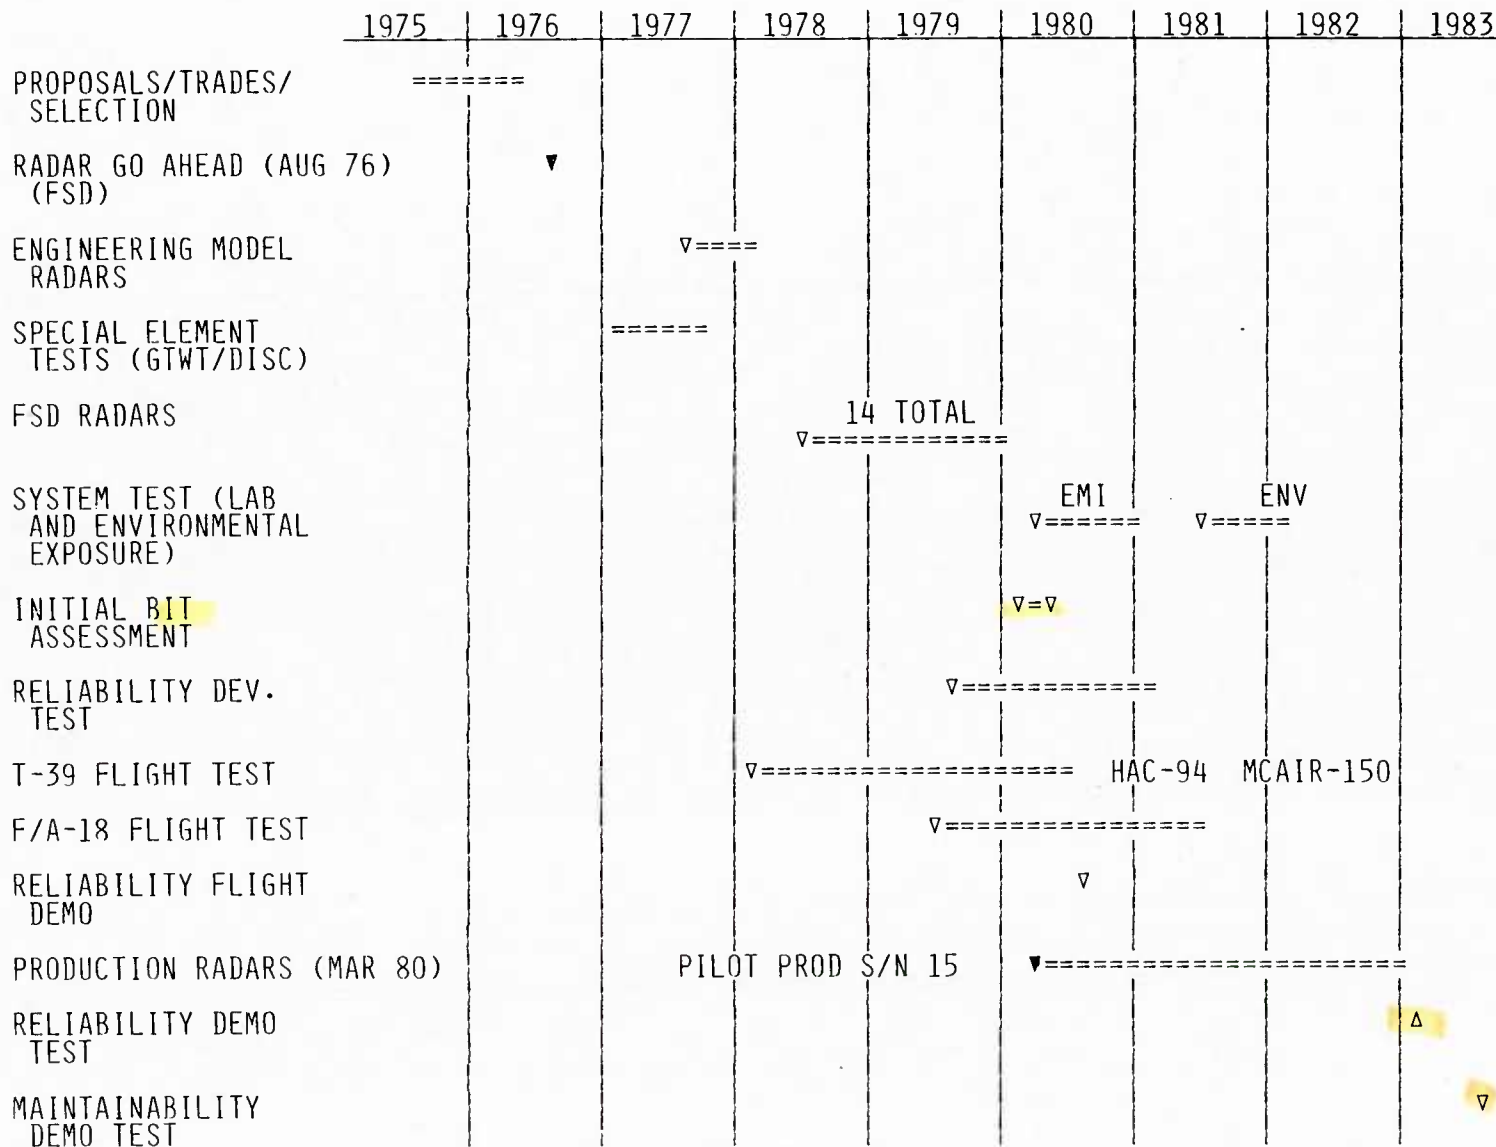 1975 1976 1977 1978 1979 1980 1981 1982 1983
PROPOSALS/TRADES/
SELECTION
RADAR GO AHEAD (AUG 76)
(FSD)
ENGINEERING MODEL
RADARS
SPECIAL ELEMENT
TESTS (GTWT/DISC)
FSD RADARS
14 TOTAL
SYSTEM TEST (LAB
AND ENVIRONMENTAL
EXPOSURE)
EMI ENV
INITIAL BIT
ASSESSMENT
RELIABILITY DEV.
TEST
T-39 FLIGHT TEST HAC-94 MCAIR-150
F/A-18 FLIGHT TEST
RELIABILITY FLIGHT
DEMO
PRODUCTION RADARS (MAR 80) PILOT PROD S/N 15
RELIABILITY DEMO
TEST
MAINTAINABILITY
DEMO TEST